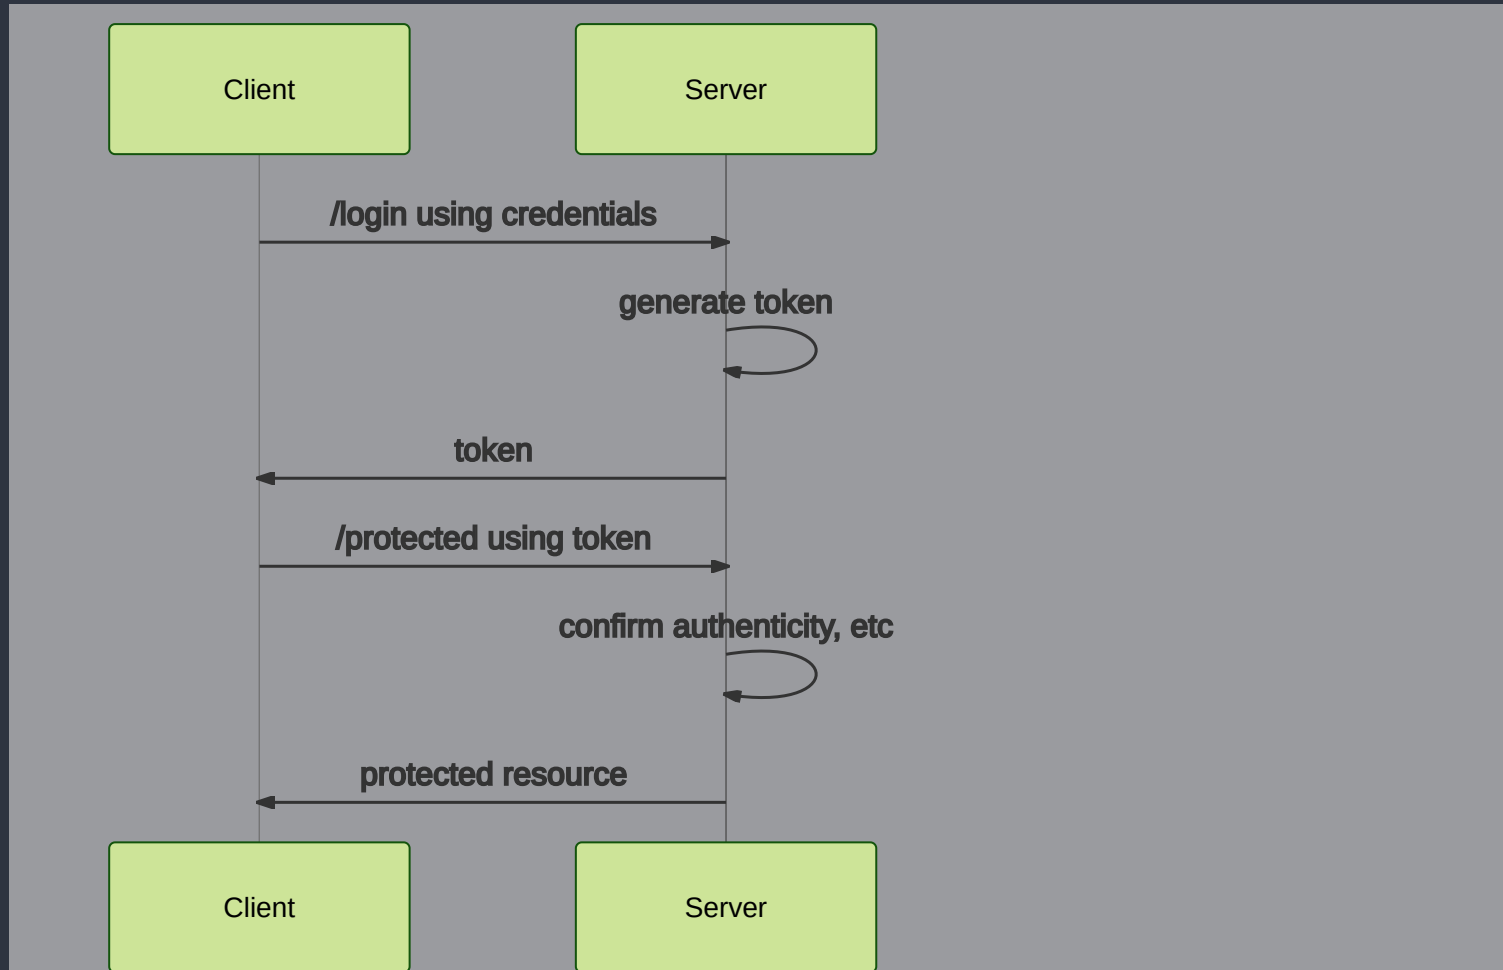 Client
Server
/login using credentials
generate token
token
/protected using token
confirm authenticity, etc
protected resource
Client
Server